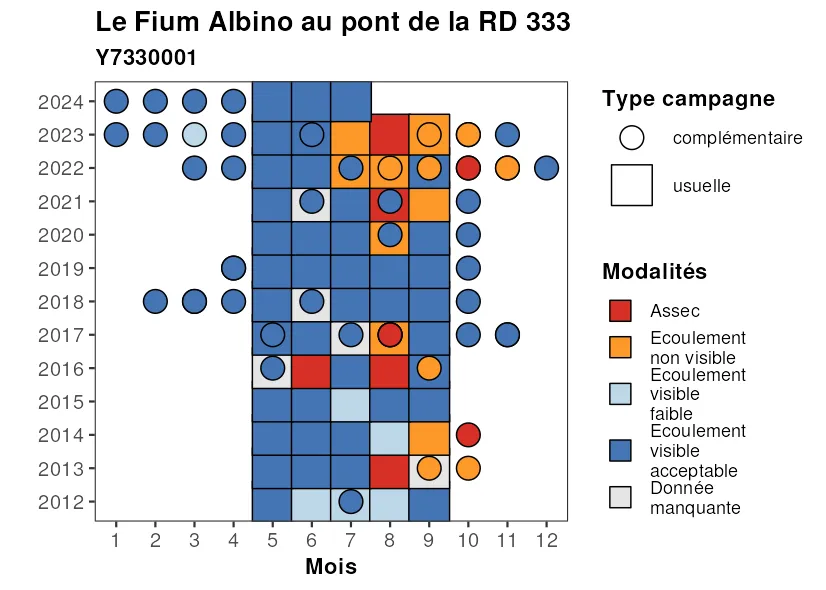 Le Fium Albino au pont de la RD 333
Y7330001
2024
2023
2022
2021
2020
2019
2018
2017
2016
2015
2014
2013
2012
1 2 3 4 5 6 7 8 9 10 11 12
Mois
Type campagne
complémentaire
usuelle
Modalités
Assec
Ecoulement
non visible
Ecoulement
visible
faible
Ecoulement
visible
acceptable
Donnée
manquante